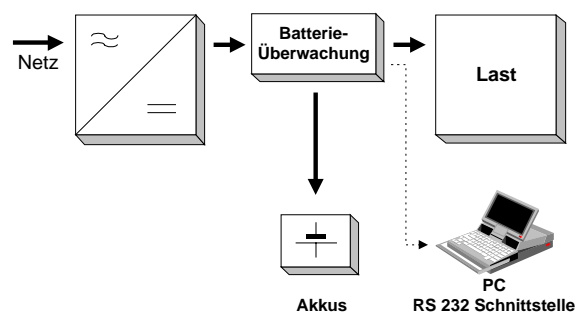 Netz
Batterie-
Überwachung
Last
Akkus
PC
RS 232 Schnittstelle